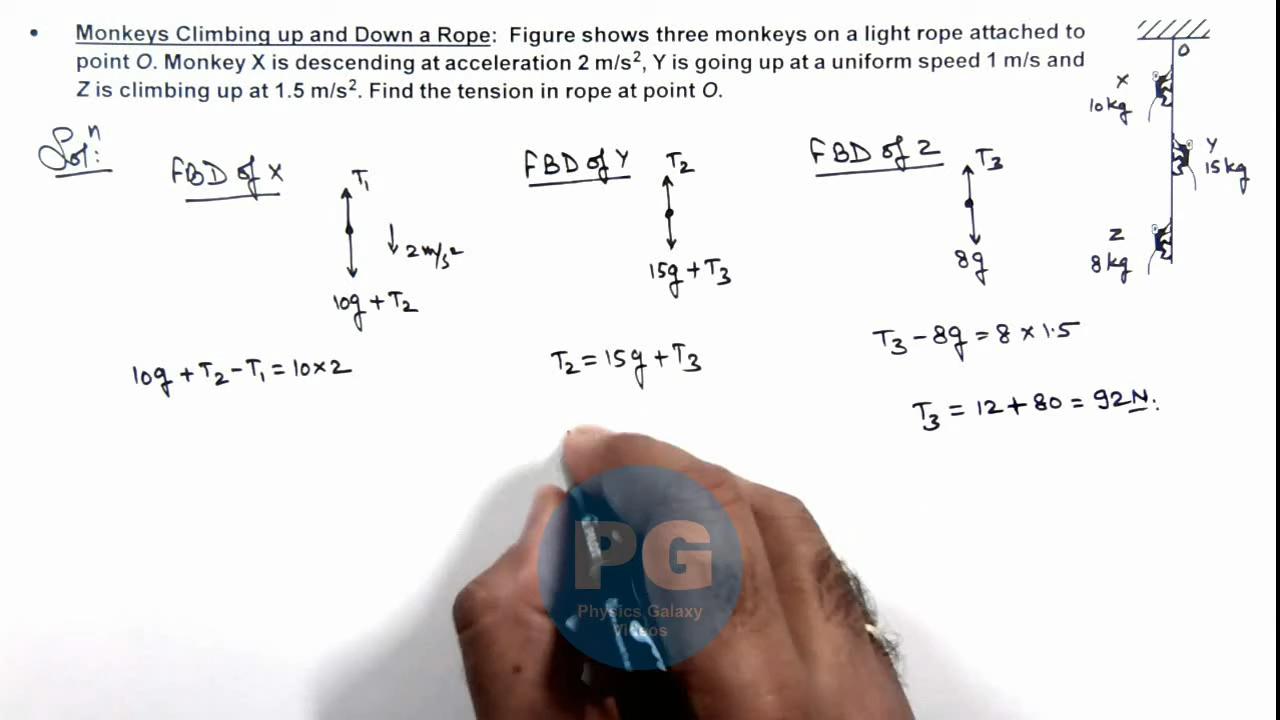 • Monkeys Climbing up and Down a Rope: Figure shows three monkeys on a light rope attached to
point O. Monkey X is descending at acceleration 2 m/s², Y is going up at a uniform speed 1 m/s and
Z is climbing up at 1.5 m/s². Find the tension in rope at point O.
O
X
10kg
Y
15kg
Z
8kg
Solⁿ:
FBD of X
T₁
2m/s²
10g + T₂
10g + T₂ - T₁ = 10×2
FBD of Y
T₂
15g + T₃
T₂ = 15g + T₃
FBD of Z
T₃
8g
T₃ - 8g = 8 × 1.5
T₃ = 12 + 80 = 92N.
PG
Physics Galaxy
Videos